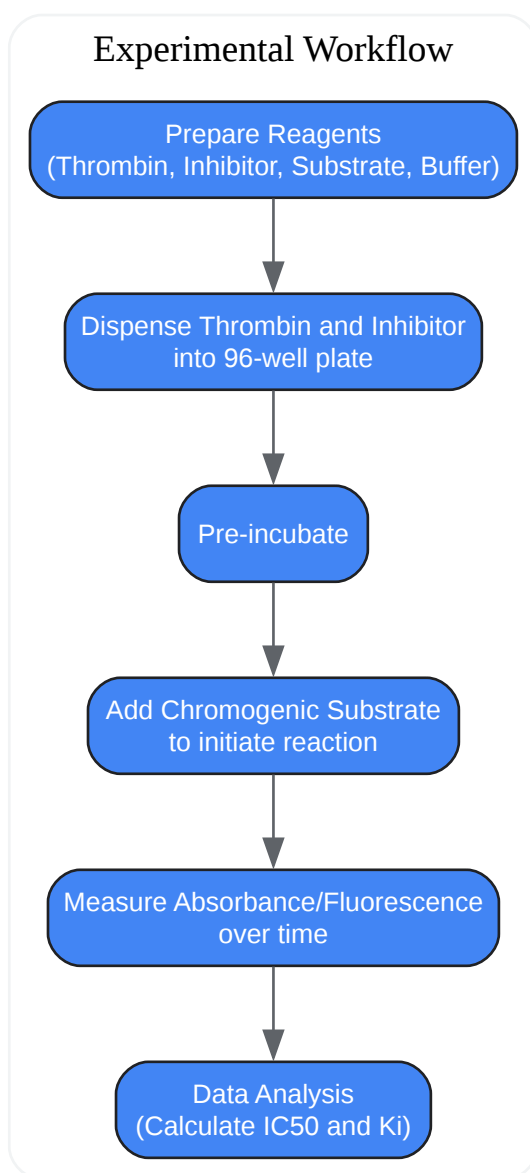 Experimental Workflow
Prepare Reagents
(Thrombin, Inhibitor, Substrate, Buffer)
Dispense Thrombin and Inhibitor
into 96-well plate
Pre-incubate
Add Chromogenic Substrate
to initiate reaction
Measure Absorbance/Fluorescence
over time
Data Analysis
(Calculate IC50 and Ki)